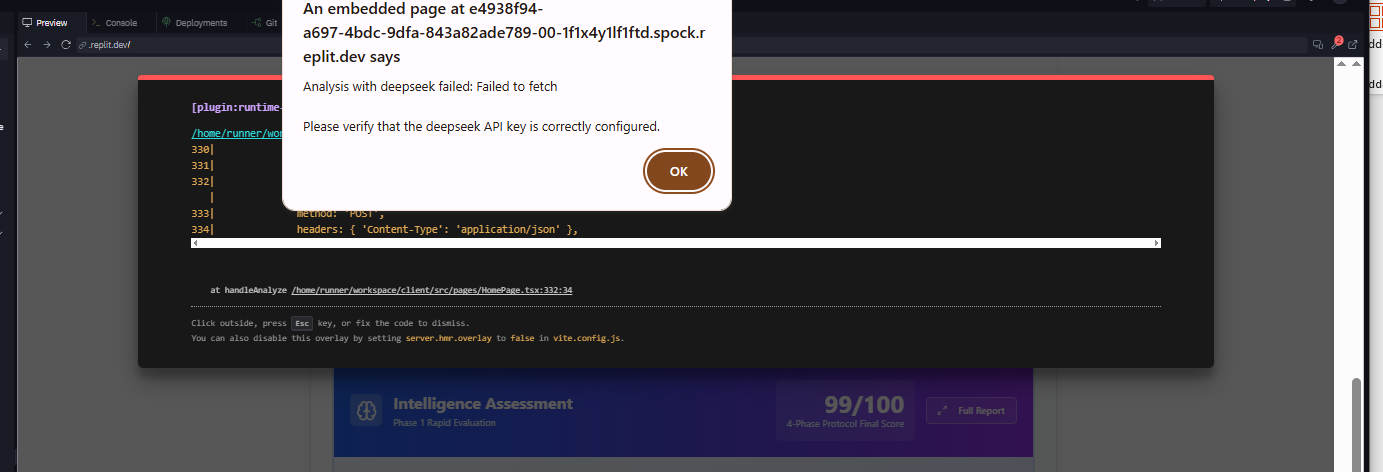 Preview
Console
Deployments
Git
.replit.dev/
2
An embedded page at e4938f94-
a697-4bdc-9dfa-843a82ade789-00-1f1x4y1lf1ftd.spock.r
eplit.dev says
Analysis with deepseek failed: Failed to fetch
Please verify that the deepseek API key is correctly configured.
OK
[plugin:runtime-
/home/runner/wor
330|
331|
332|
|
333| method: 'POST',
334| headers: { 'Content-Type': 'application/json' },
at handleAnalyze /home/runner/workspace/client/src/pages/HomePage.tsx:332:34
Click outside, press Esc key, or fix the code to dismiss.
You can also disable this overlay by setting server.hmr.overlay to false in vite.config.js.
Intelligence Assessment
Phase 1 Rapid Evaluation
99/100
4-Phase Protocol Final Score
Full Report